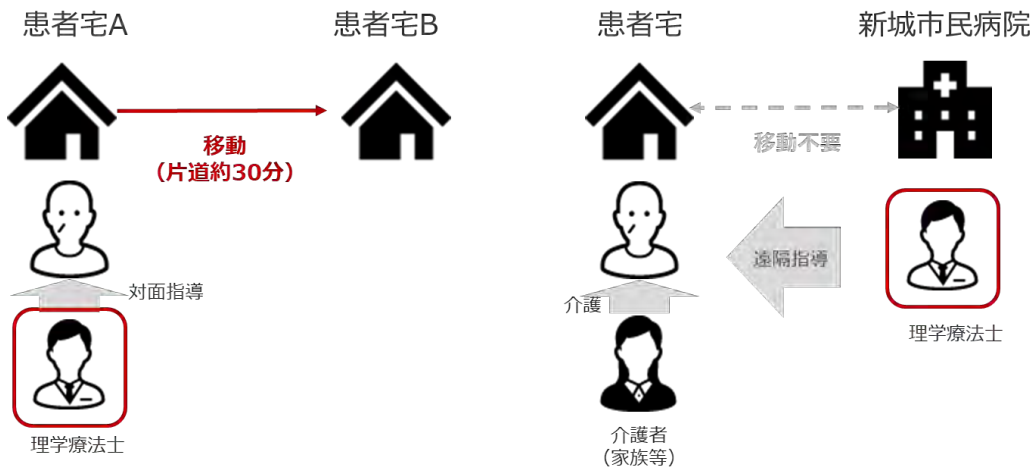 患者宅A
患者宅B
移動
（片道約30分）
対面指導
理学療法士
患者宅
新城市民病院
移動不要
遠隔指導
介護
理学療法士
介護者
（家族等）